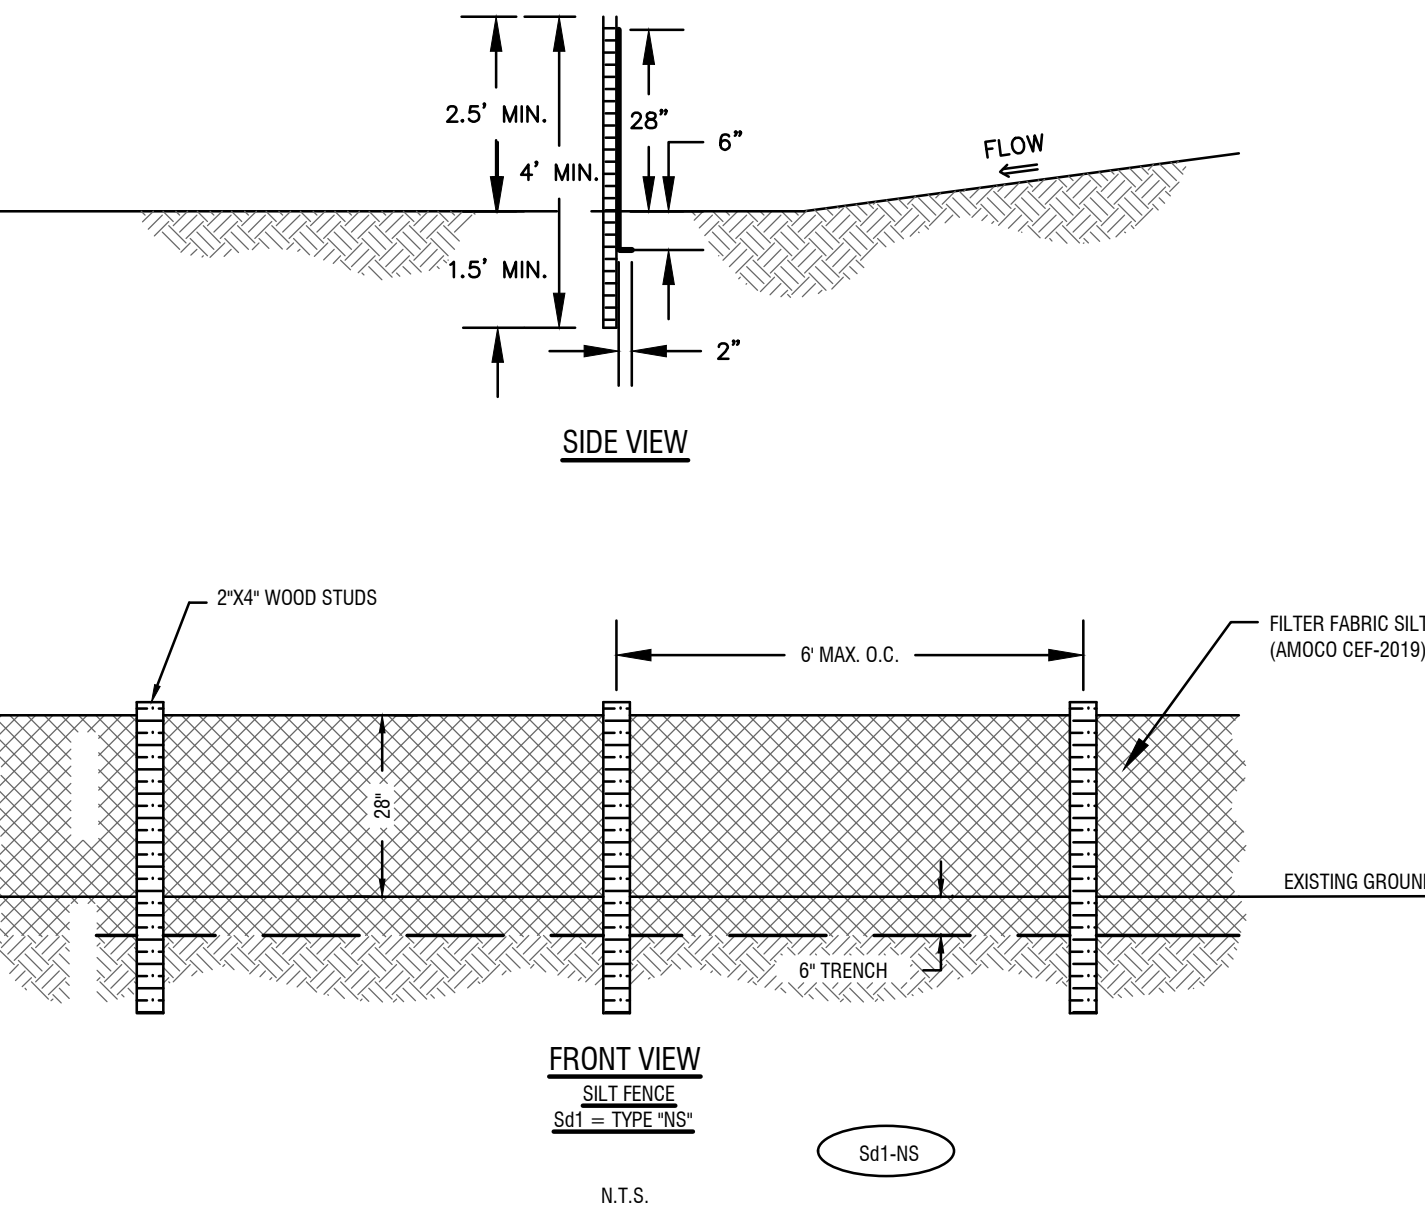 2.5' MIN.
28"
6"
FLOW
4' MIN.
1.5' MIN.
2"
SIDE VIEW
2"X4" WOOD STUDS
FILTER FABRIC SILT
(AMOCO CEF-2019)
6' MAX. O.C.
28"
EXISTING GROUN
6" TRENCH
FRONT VIEW
SILT FENCE
Sd1 = TYPE "NS"
Sd1-NS
N.T.S.